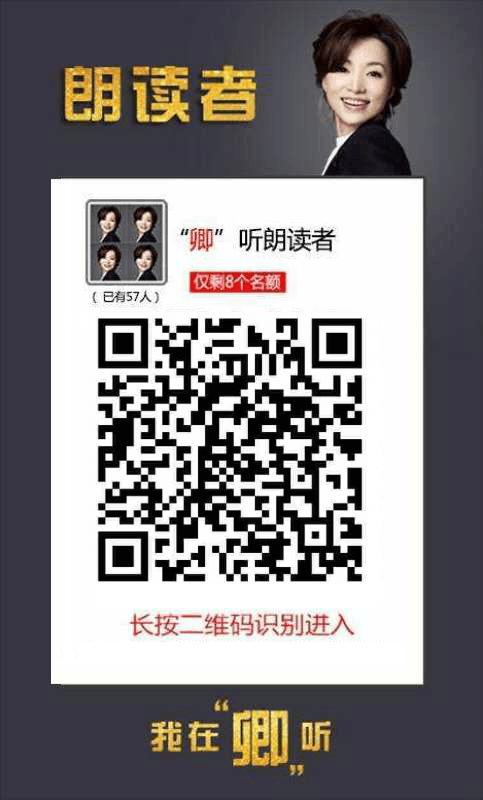 朗读者
“卿”听朗读者
仅剩8个名额
（ 已有57人 ）
长按二维码识别进入
我在“卿”听